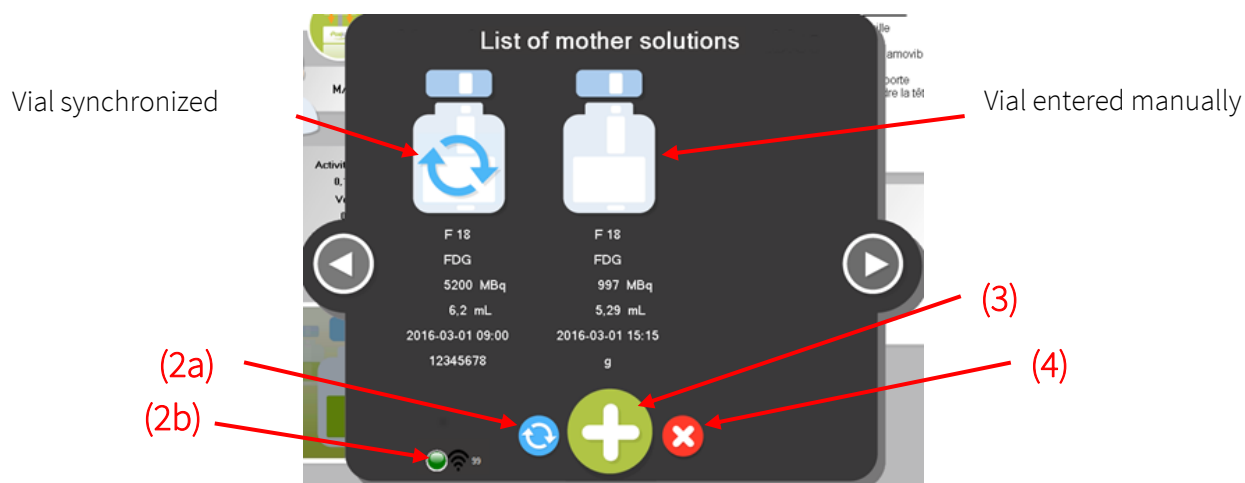 List of mother solutions
Vial synchronized
Vial entered manually
F 18
FDG
5200 MBq
6,2 mL
2016-03-01 09:00
12345678
F 18
FDG
997 MBq
5,29 mL
2016-03-01 15:15
g
(3)
(2a)
(4)
(2b)
99